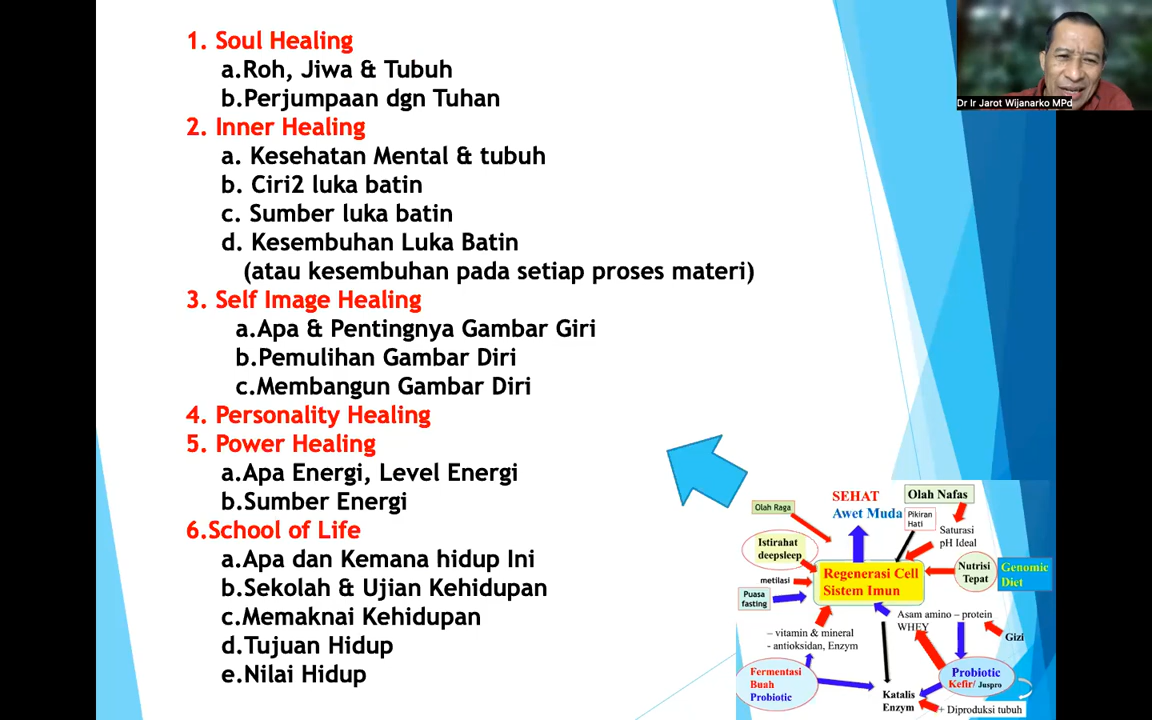 1. Soul Healing
a.Roh, Jiwa & Tubuh
b.Perjumpaan dgn Tuhan
2. Inner Healing
a. Kesehatan Mental & tubuh
b. Ciri2 luka batin
c. Sumber luka batin
d. Kesembuhan Luka Batin
(atau kesembuhan pada setiap proses materi)
3. Self Image Healing
a.Apa & Pentingnya Gambar Giri
b.Pemulihan Gambar Diri
c.Membangun Gambar Diri
4. Personality Healing
5. Power Healing
a.Apa Energi, Level Energi
b.Sumber Energi
6.School of Life
a.Apa dan Kemana hidup Ini
b.Sekolah & Ujian Kehidupan
c.Memaknai Kehidupan
d.Tujuan Hidup
e.Nilai Hidup
Dr Ir Jarot Wijanarko MPd
SEHAT
Awet Muda
Olah Nafas
Olah Raga
Pikiran
Hati
Saturasi
pH Ideal
Istirahat
deepsleep
Regenerasi Cell
Sistem Imun
Nutrisi
Tepat
Genomic
Diet
metilasi
Puasa
fasting
Asam amino – protein
WHEY
Gizi
– vitamin & mineral
- antioksidan, Enzym
Fermentasi
Buah
Probiotic
Probiotic
Kefir/ Juspro
Katalis
Enzym
+ Diproduksi tubuh